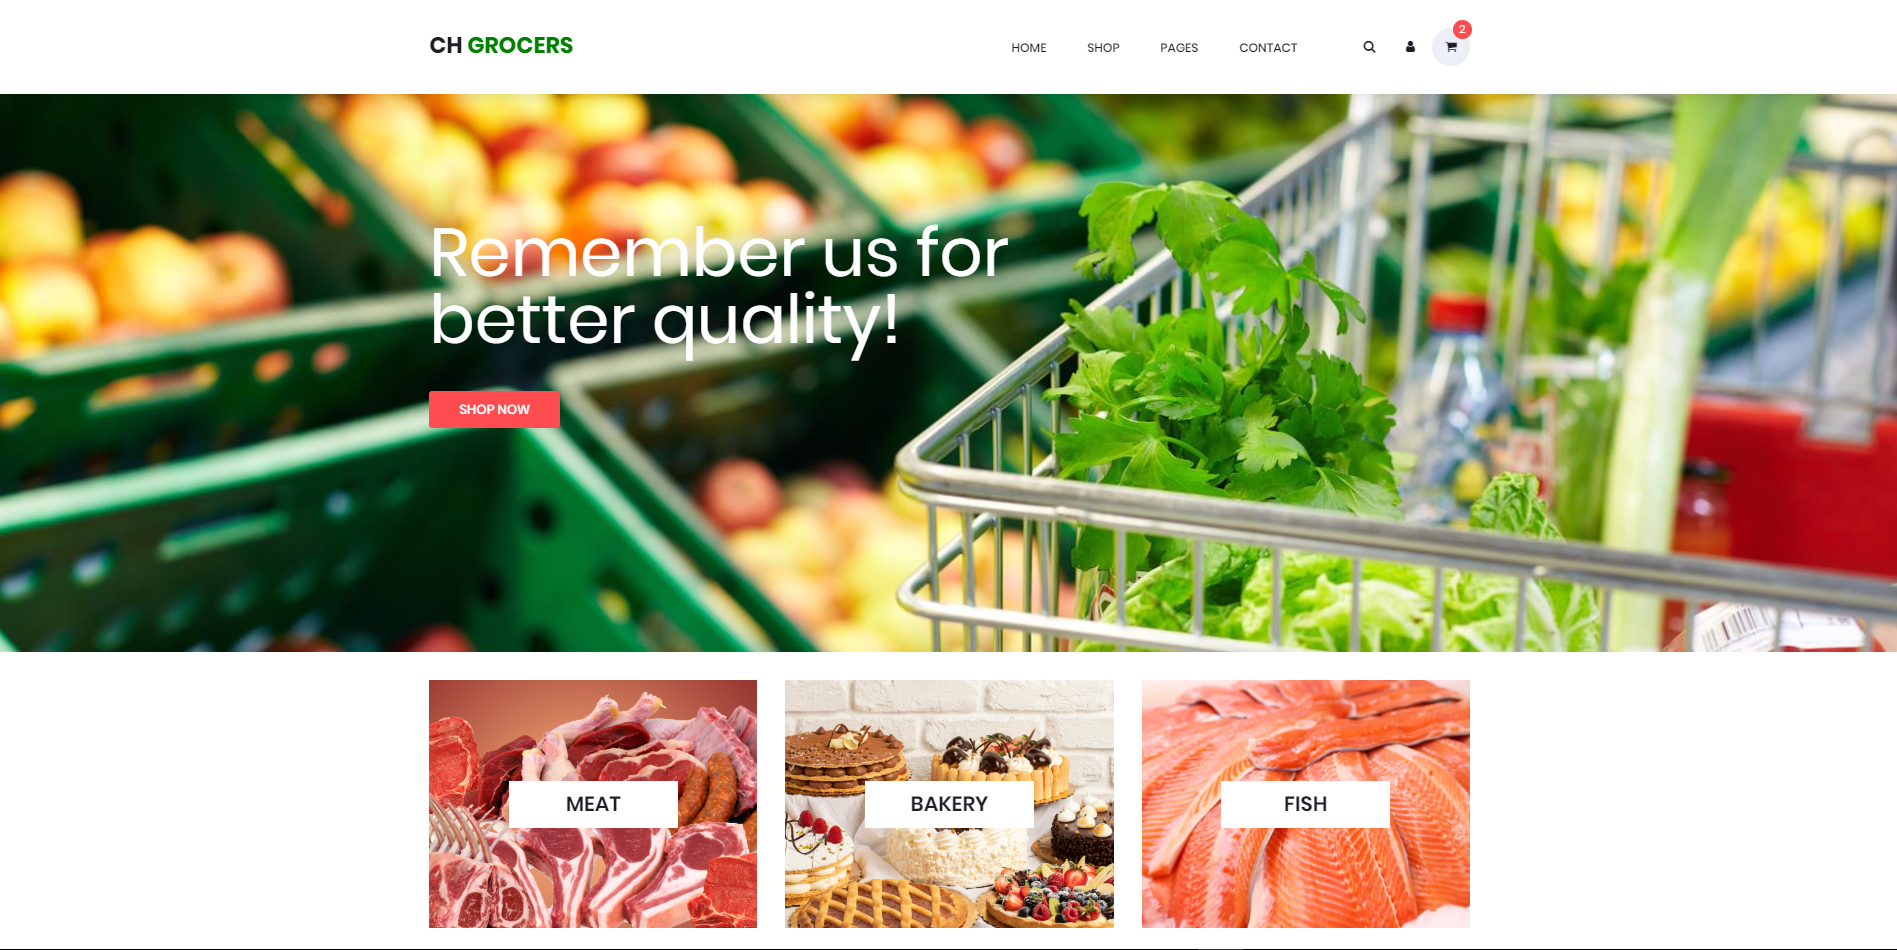 CH GROCERS
HOME SHOP PAGES CONTACT
2
Remember us for
better quality!
SHOP NOW
MEAT
BAKERY
FISH